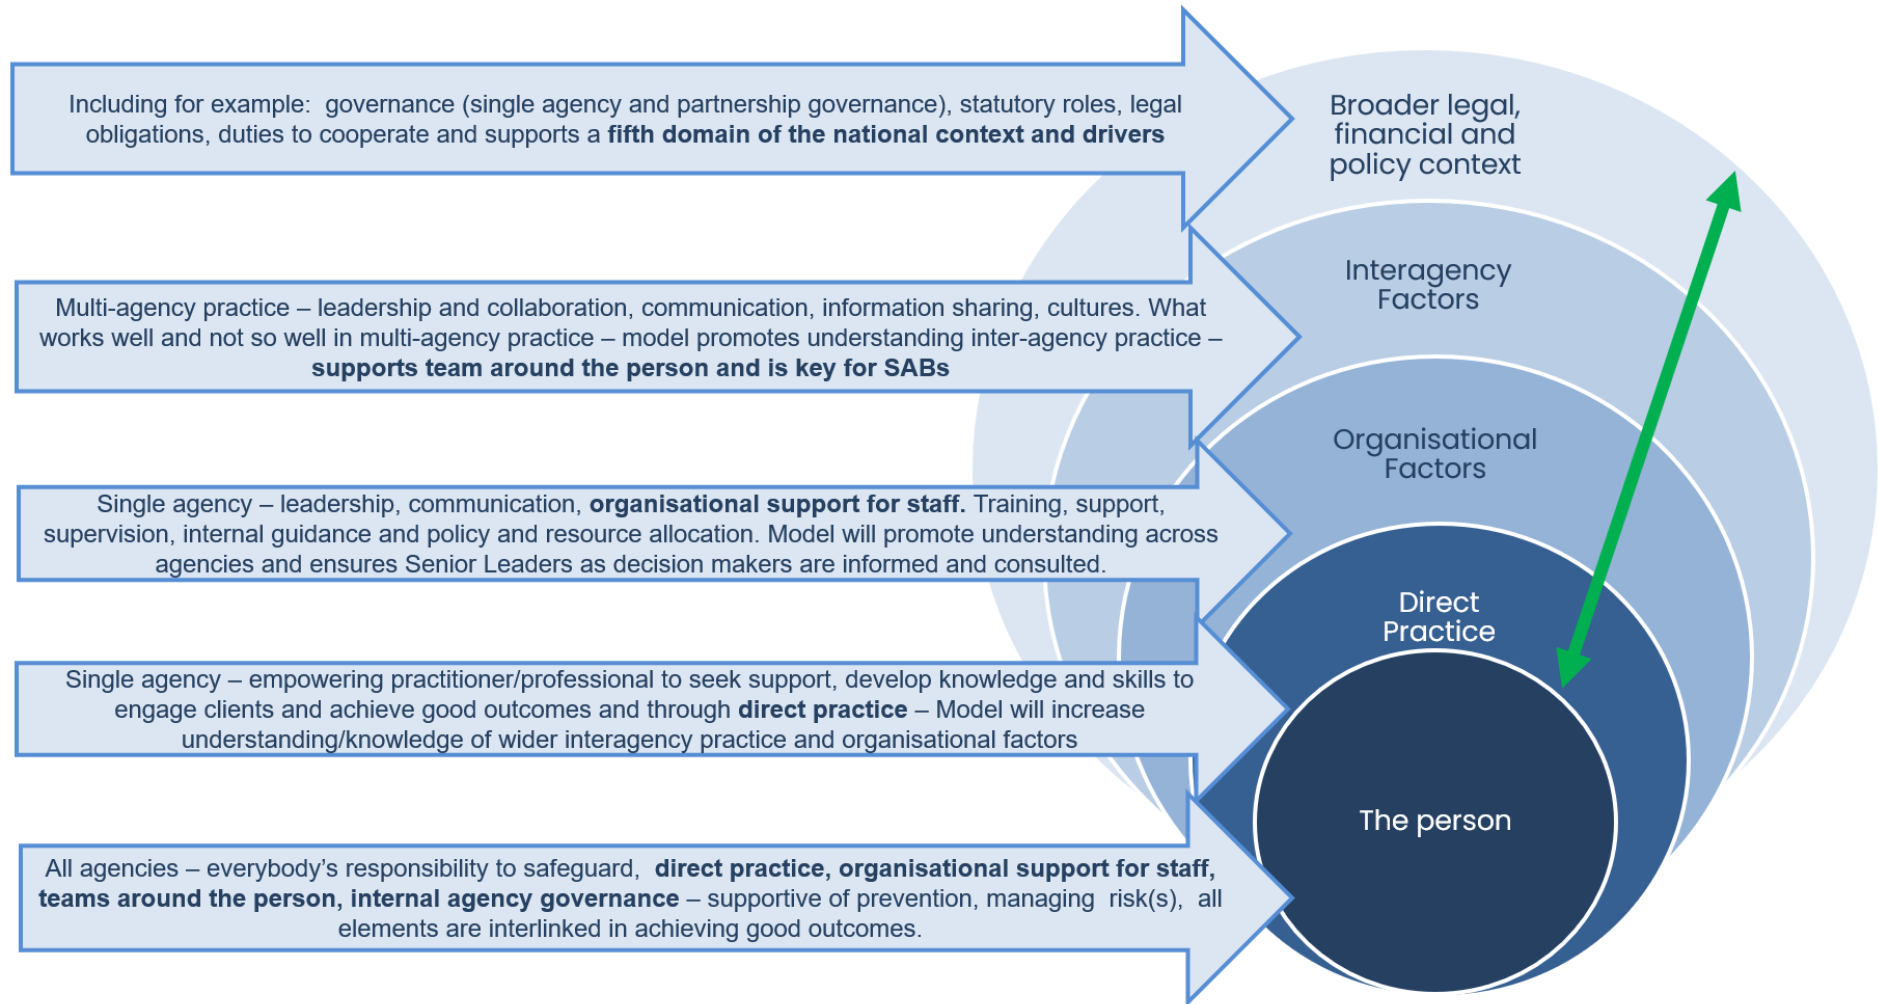 Including for example:  governance (single agency and partnership governance), statutory roles, legal
obligations, duties to cooperate and supports a fifth domain of the national context and drivers
Broader legal,
financial and
policy context
Multi-agency practice – leadership and collaboration, communication, information sharing, cultures. What
works well and not so well in multi-agency practice – model promotes understanding inter-agency practice –
supports team around the person and is key for SABs
Interagency
Factors
Single agency – leadership, communication, organisational support for staff. Training, support,
supervision, internal guidance and policy and resource allocation. Model will promote understanding across
agencies and ensures Senior Leaders as decision makers are informed and consulted.
Organisational
Factors
Single agency – empowering practitioner/professional to seek support, develop knowledge and skills to
engage clients and achieve good outcomes and through direct practice – Model will increase
understanding/knowledge of wider interagency practice and organisational factors
Direct
Practice
All agencies – everybody’s responsibility to safeguard,  direct practice, organisational support for staff,
teams around the person, internal agency governance – supportive of prevention, managing  risk(s),  all
elements are interlinked in achieving good outcomes.
The person